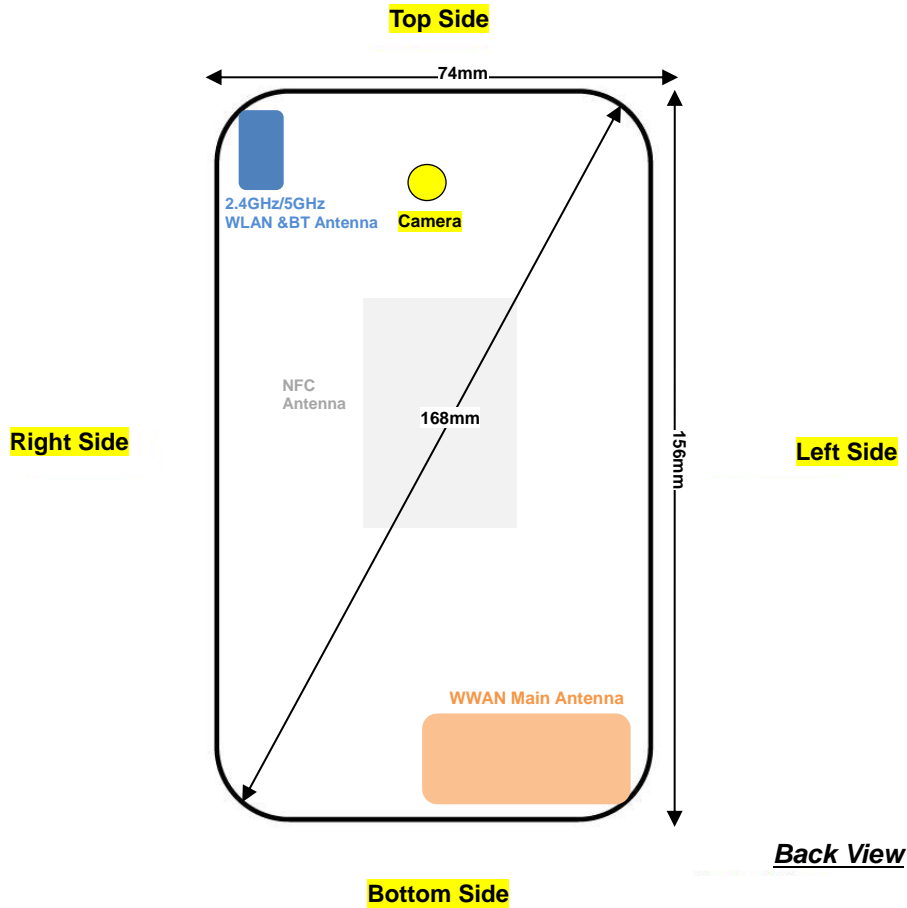 Top Side
74mm
2.4GHz/5GHz
WLAN &BT Antenna
Camera
NFC
Antenna
168mm
Right Side
156mm
Left Side
WWAN Main Antenna
Back View
Bottom Side